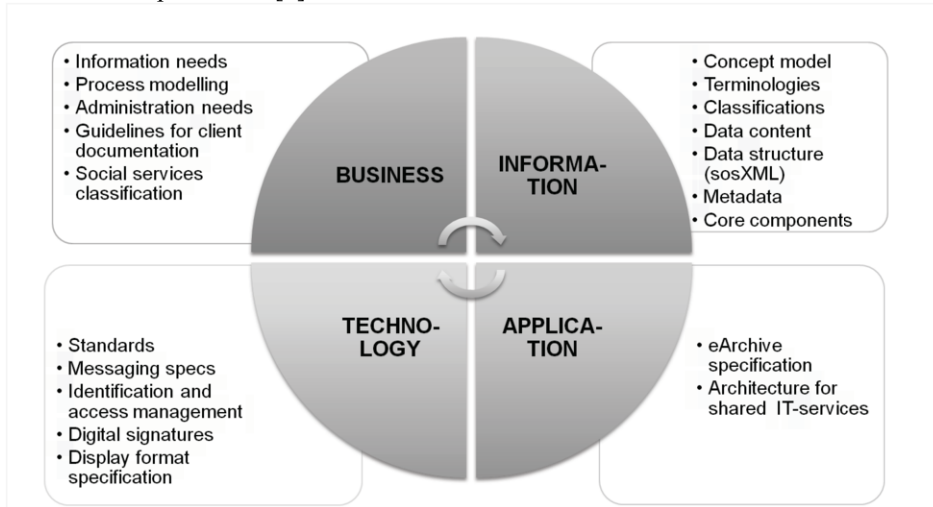 • Information needs
• Process modelling
• Administration needs
• Guidelines for client
documentation
• Social services
classification
BUSINESS
INFORMA-
TION
• Concept model
• Terminologies
• Classifications
• Data content
• Data structure
(sosXML)
• Metadata
• Core components
• Standards
• Messaging specs
• Identification and
access management
• Digital signatures
• Display format
specification
TECHNO-
LOGY
APPLICA-
TION
• eArchive
specification
• Architecture for
shared IT-services